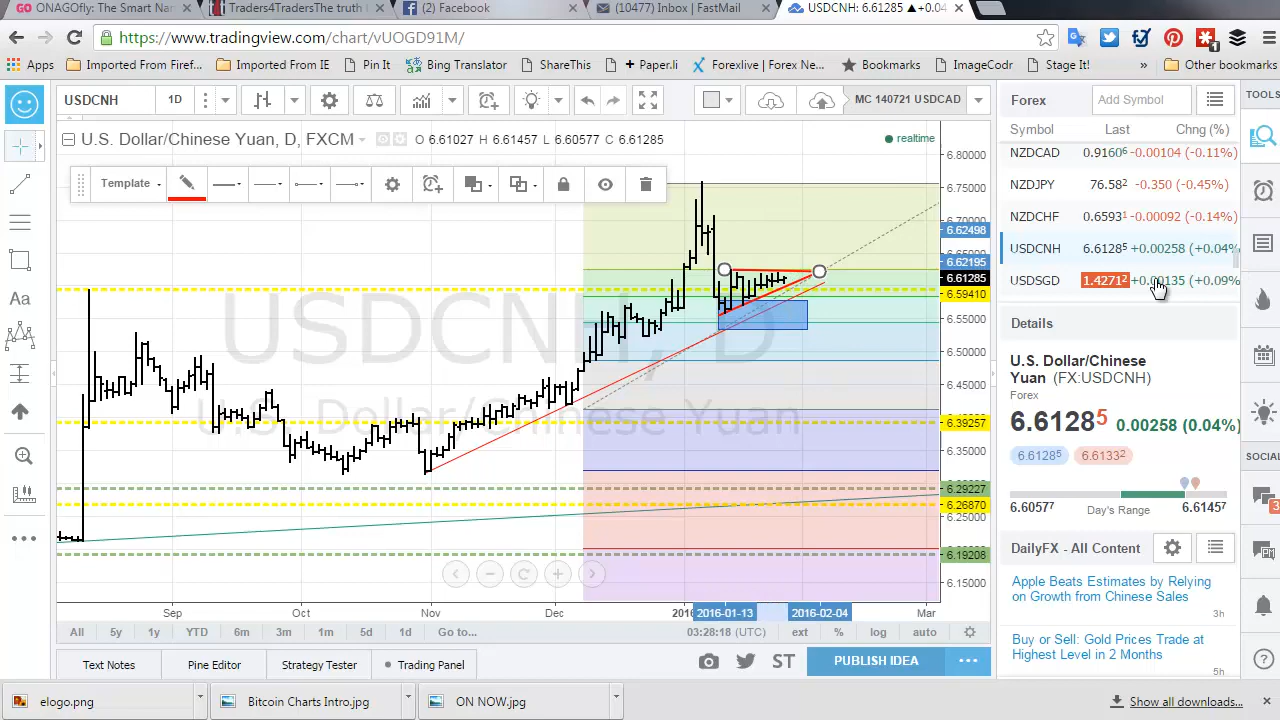 ONAGOfly: The Smart Nan
Traders4TradersThe truth
(2) Facebook
(10477) Inbox | FastMail
USDCNH: 6.61285 ▲+0.04
https://www.tradingview.com/chart/vUOGD91M/
Apps
Imported From Firef...
Imported From IE
Pin It
Bing Translator
ShareThis
Paper.li
Forexlive | Forex Ne...
Bookmarks
ImageCodr
Stage It!
»
Other bookmarks
USDCNH
1D
MC 140721 USDCAD
Forex
Add Symbol
TOOLS
U.S. Dollar/Chinese Yuan, D, FXCM
O 6.61027 H 6.61457 L 6.60577 C 6.61285
realtime
Symbol Last Chng (%)
NZDCAD 0.9160⁶ -0.00104 (-0.11%)
NZDJPY 76.58² -0.350 (-0.45%)
NZDCHF 0.6593¹ -0.00092 (-0.14%)
USDCNH 6.6128⁵ +0.00258 (+0.04%
USDSGD 1.4271² +0.00135 (+0.09%
Template
6.80000
6.75000
6.70000
6.62498
6.62195
6.61285
6.59410
6.55000
6.50000
6.45000
6.39257
6.35000
6.29227
6.26870
6.25000
6.19208
6.15000
USDCNH, D
U.S. Dollar/Chinese Yuan
Aa
Details
U.S. Dollar/Chinese
Yuan (FX:USDCNH)
Forex
6.6128⁵ 0.00258 (0.04%)
6.6128⁵ 6.6133²
6.6057⁷ Day's Range 6.6145⁷
SOCIAL
3
DailyFX - All Content
Apple Beats Estimates by Relying
on Growth from Chinese Sales
3h
Buy or Sell: Gold Prices Trade at
Highest Level in 2 Months
5h
Sep Oct Nov Dec 2016 2016-01-13 2016-02-04 Mar
All 5y 1y YTD 6m 3m 1m 5d 1d Go to...
03:28:18 (UTC) ext % log auto
Text Notes
Pine Editor
Strategy Tester
Trading Panel
ST
PUBLISH IDEA
elogo.png
Bitcoin Charts Intro.jpg
ON NOW.jpg
Show all downloads...